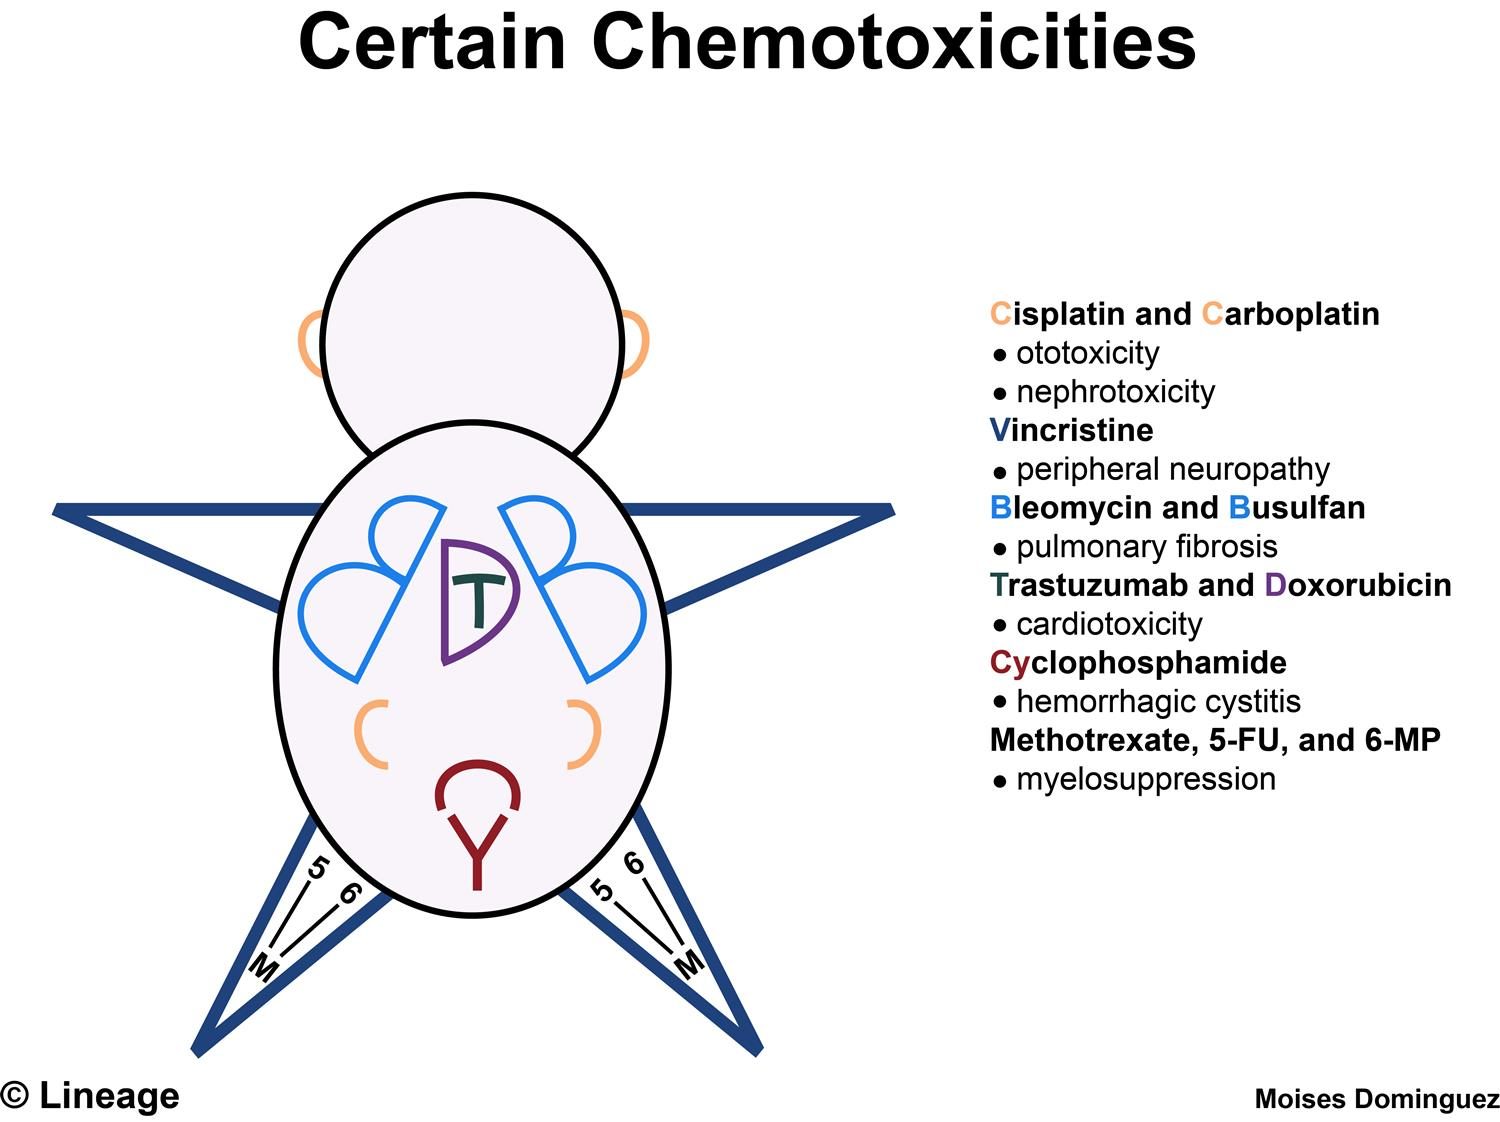 Certain Chemotoxicities
Cisplatin and Carboplatin
• ototoxicity
• nephrotoxicity
Vincristine
• peripheral neuropathy
Bleomycin and Busulfan
• pulmonary fibrosis
Trastuzumab and Doxorubicin
• cardiotoxicity
Cyclophosphamide
• hemorrhagic cystitis
Methotrexate, 5-FU, and 6-MP
• myelosuppression
B B
D
T
C C
C
Y
5 6
M
5 6
M
© Lineage
Moises Dominguez